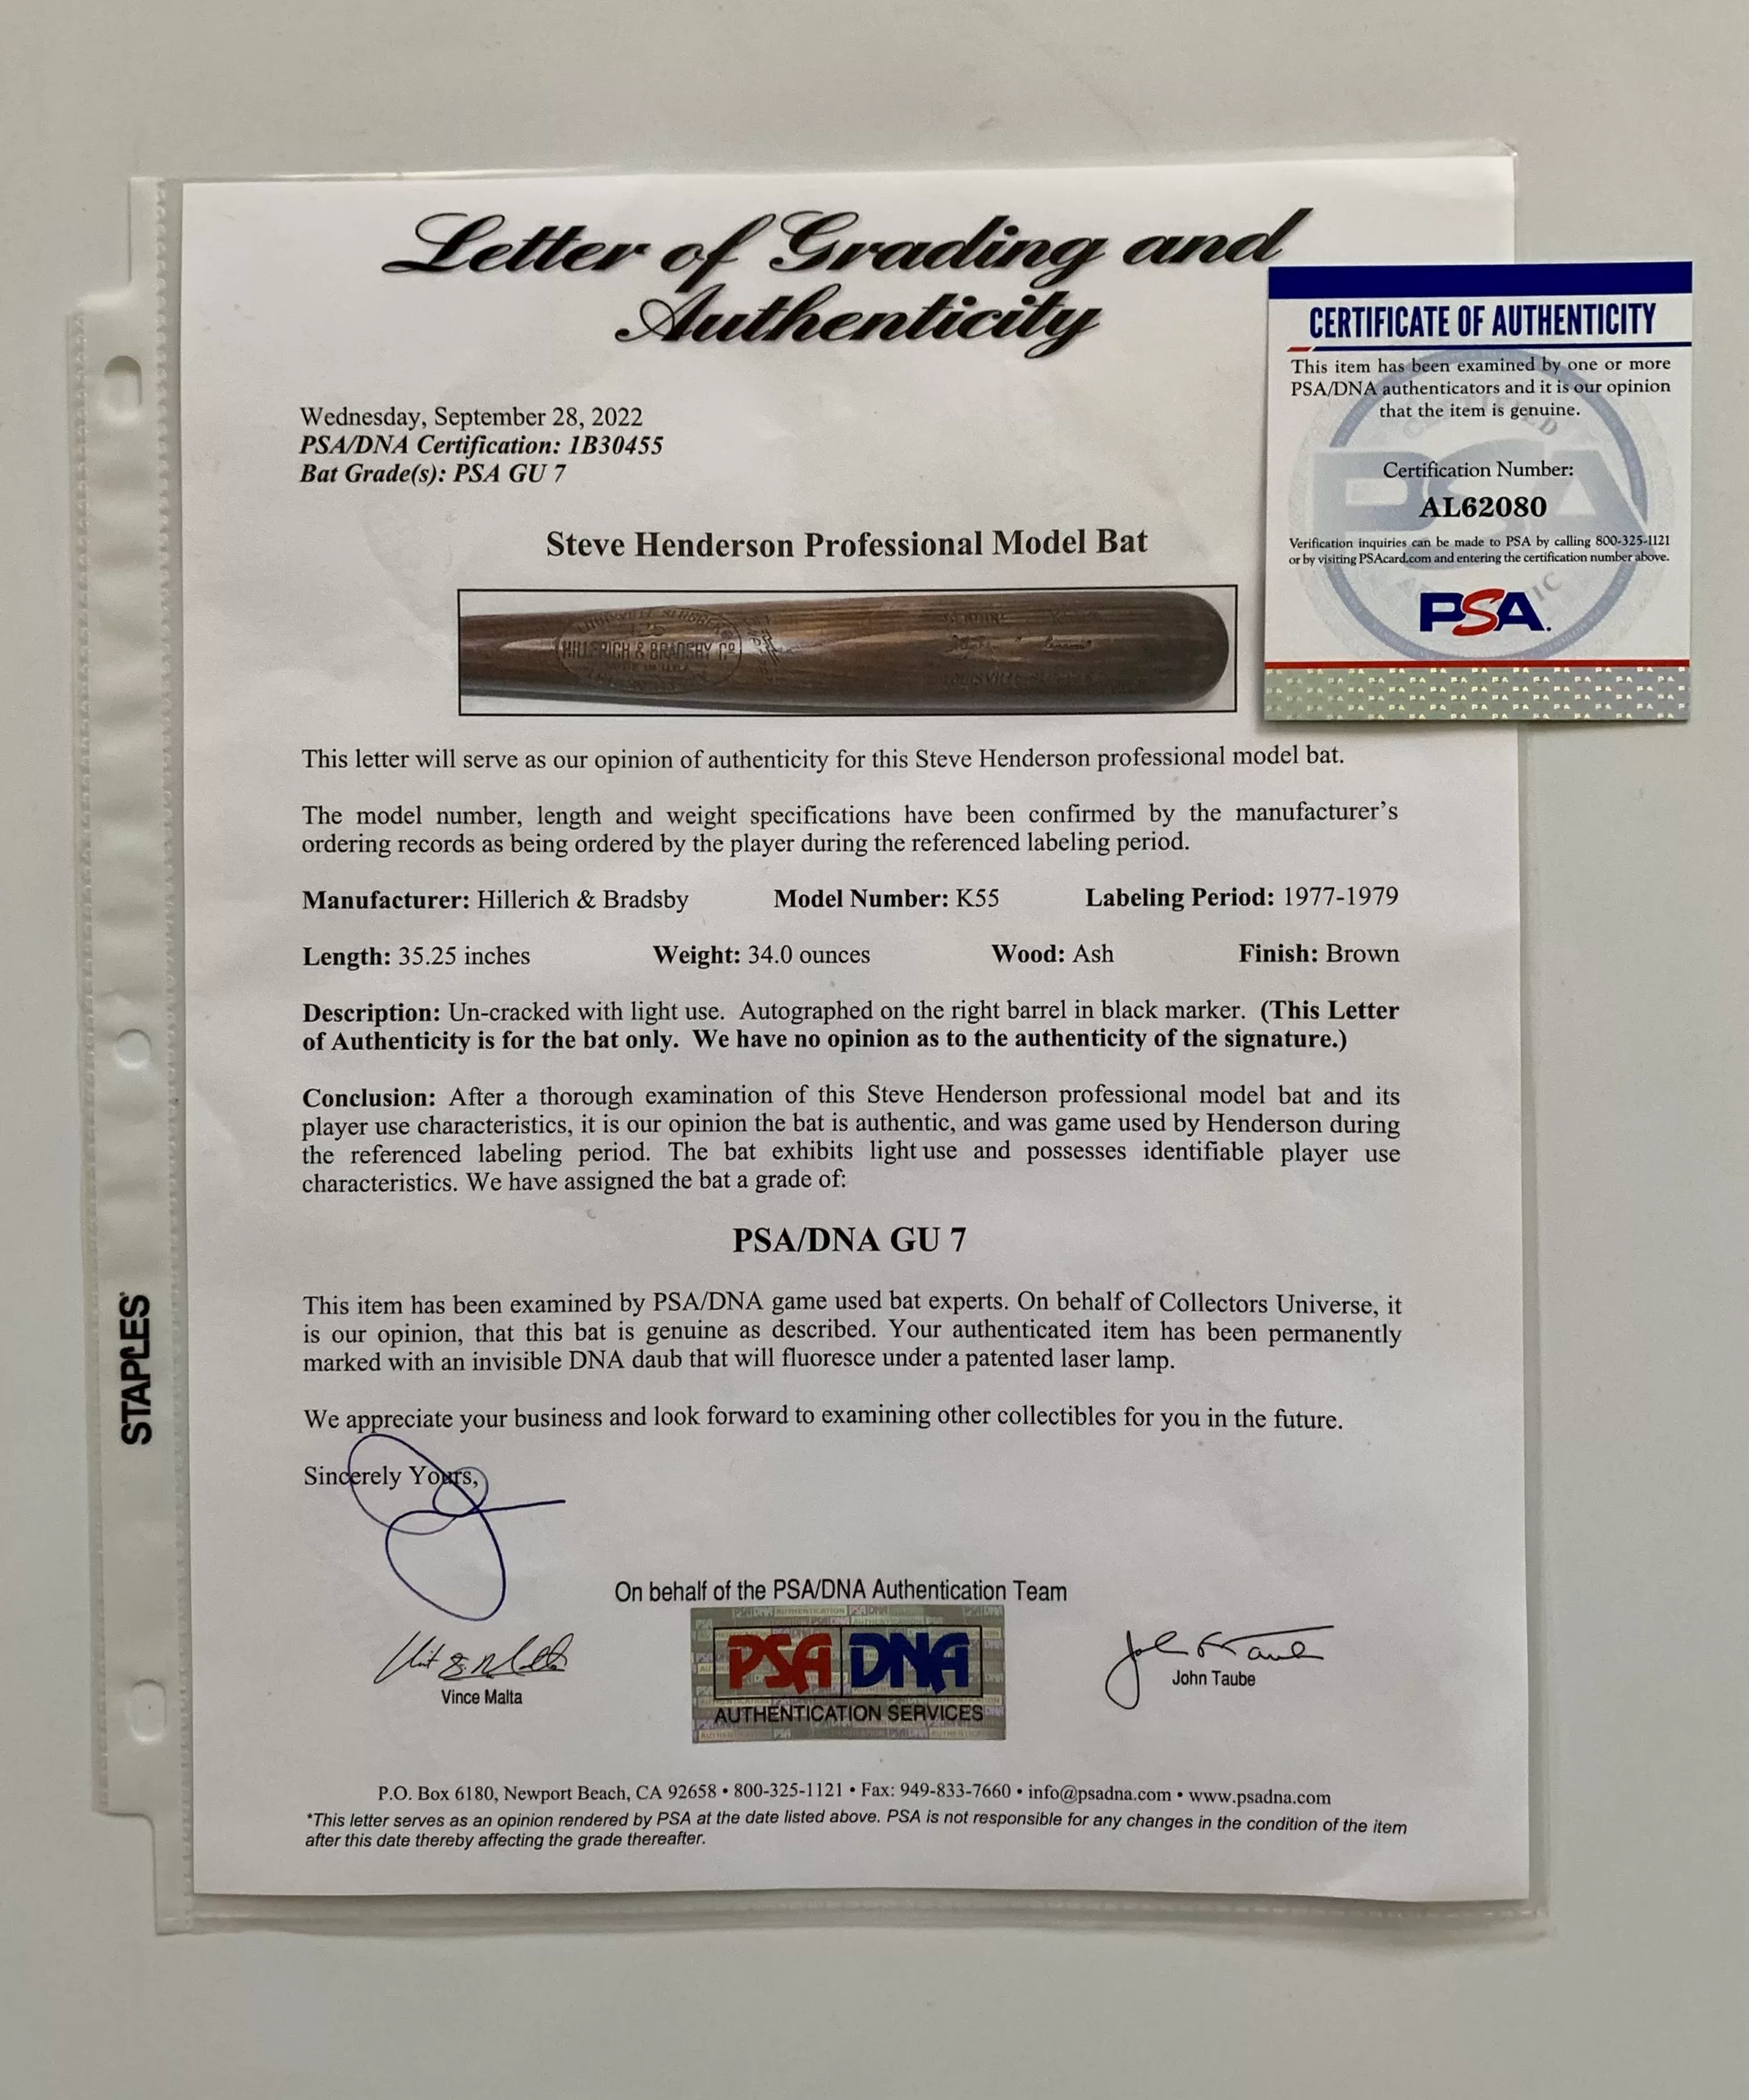 Letter of Grading and
Authenticity
Wednesday, September 28, 2022
PSA/DNA Certification: 1B30455
Bat Grade(s): PSA GU 7
CERTIFICATE OF AUTHENTICITY
This item has been examined by one or more
PSA/DNA authenticators and it is our opinion
that the item is genuine.
Certification Number:
AL62080
Verification inquiries can be made to PSA by calling 800-325-1121
or by visiting PSAcard.com and entering the certification number above.
PSA
Steve Henderson Professional Model Bat
LOUISVILLE SLUGGER
125
HILLERICH & BRADSBY Co
This letter will serve as our opinion of authenticity for this Steve Henderson professional model bat.
The model number, length and weight specifications have been confirmed by the manufacturer's
ordering records as being ordered by the player during the referenced labeling period.
Manufacturer: Hillerich & Bradsby Model Number: K55 Labeling Period: 1977-1979
Length: 35.25 inches Weight: 34.0 ounces Wood: Ash Finish: Brown
Description: Un-cracked with light use. Autographed on the right barrel in black marker. (This Letter
of Authenticity is for the bat only. We have no opinion as to the authenticity of the signature.)
Conclusion: After a thorough examination of this Steve Henderson professional model bat and its
player use characteristics, it is our opinion the bat is authentic, and was game used by Henderson during
the referenced labeling period. The bat exhibits light use and possesses identifiable player use
characteristics. We have assigned the bat a grade of:
PSA/DNA GU 7
This item has been examined by PSA/DNA game used bat experts. On behalf of Collectors Universe, it
is our opinion, that this bat is genuine as described. Your authenticated item has been permanently
marked with an invisible DNA daub that will fluoresce under a patented laser lamp.
We appreciate your business and look forward to examining other collectibles for you in the future.
Sincerely Yours,
On behalf of the PSA/DNA Authentication Team
PSA DNA
AUTHENTICATION SERVICES
Vince Malta
John Taube
P.O. Box 6180, Newport Beach, CA 92658 • 800-325-1121 • Fax: 949-833-7660 • info@psadna.com • www.psadna.com
*This letter serves as an opinion rendered by PSA at the date listed above. PSA is not responsible for any changes in the condition of the item
after this date thereby affecting the grade thereafter.
STAPLES